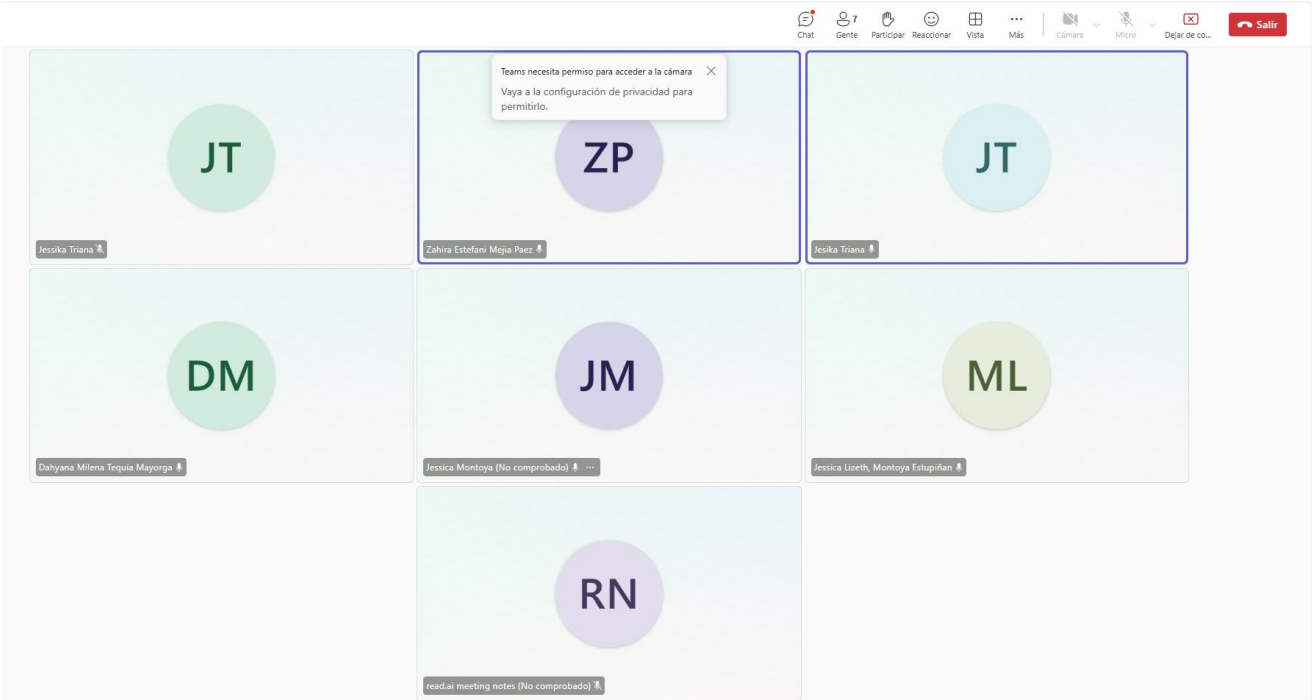 7
Chat
Gente
Participar
Reaccionar
Vista
Más
Cámara
Micro
Dejar de co...
Salir
Teams necesita permiso para acceder a la cámara
Vaya a la configuración de privacidad para
permitirlo.
JT
ZP
JT
Jessika Triana
Zahira Estefani Mejia Paez
Jesika Triana
DM
JM
ML
Dahyana Milena Tequia Mayorga
Jessica Montoya (No comprobado)
Jessica Lizeth, Montoya Estupiñan
RN
read.ai meeting notes (No comprobado)